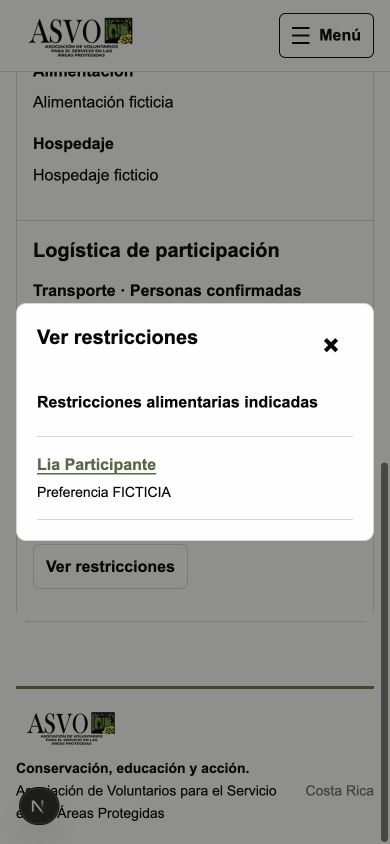 ASVO
ASOCIACIÓN DE VOLUNTARIOS
PARA EL SERVICIO EN LAS
ÁREAS PROTEGIDAS
Menú
Alimentación
Alimentación ficticia
Hospedaje
Hospedaje ficticio
Logística de participación
Transporte · Personas confirmadas
Ver restricciones
Restricciones alimentarias indicadas
Lia Participante
Preferencia FICTICIA
Ver restricciones
ASVO
ASOCIACIÓN DE VOLUNTARIOS
PARA EL SERVICIO EN LAS
ÁREAS PROTEGIDAS
Conservación, educación y acción.
Asociación de Voluntarios para el Servicio
Costa Rica
Áreas Protegidas
N